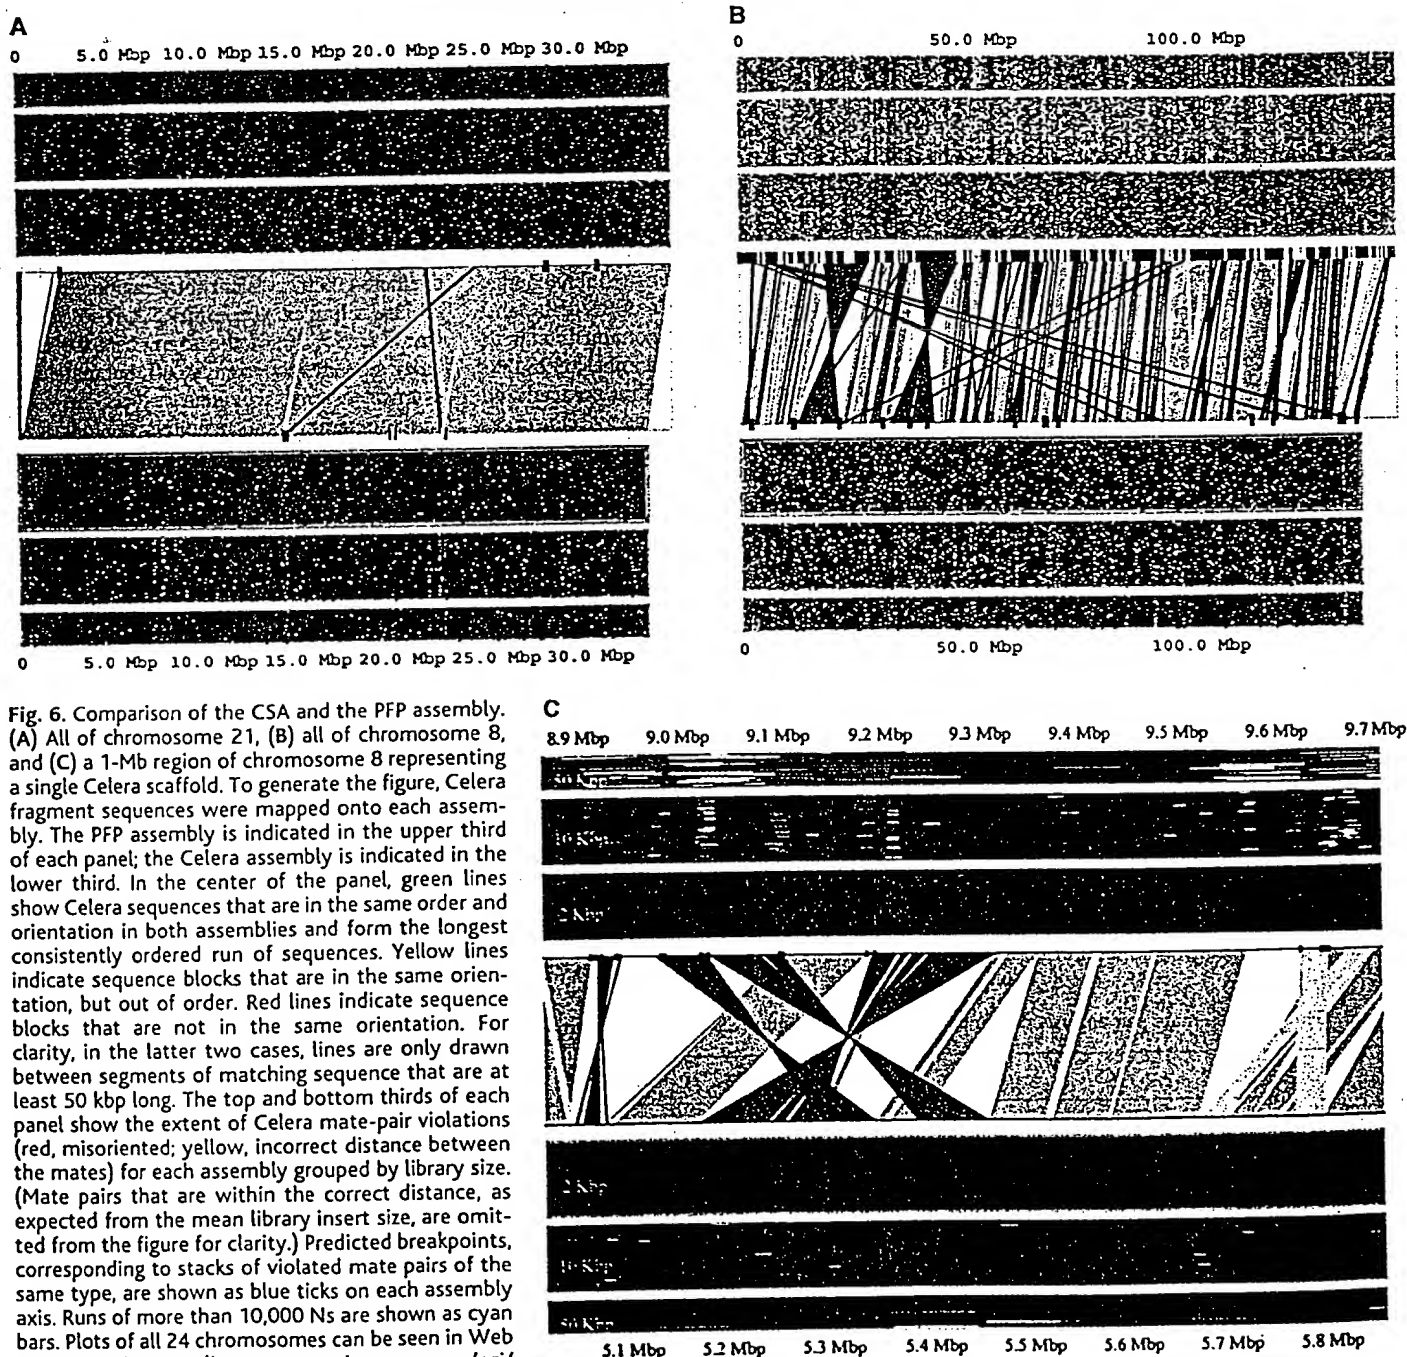 A
0 5.0 Mbp 10.0 Mbp 15.0 Mbp 20.0 Mbp 25.0 Mbp 30.0 Mbp
0 5.0 Mbp 10.0 Mbp 15.0 Mbp 20.0 Mbp 25.0 Mbp 30.0 Mbp
B
0 50.0 Mbp 100.0 Mbp
0 50.0 Mbp 100.0 Mbp
Fig. 6. Comparison of the CSA and the PFP assembly.
(A) All of chromosome 21, (B) all of chromosome 8,
and (C) a 1-Mb region of chromosome 8 representing
a single Celera scaffold. To generate the figure, Celera
fragment sequences were mapped onto each assem-
bly. The PFP assembly is indicated in the upper third
of each panel; the Celera assembly is indicated in the
lower third. In the center of the panel, green lines
show Celera sequences that are in the same order and
orientation in both assemblies and form the longest
consistently ordered run of sequences. Yellow lines
indicate sequence blocks that are in the same orien-
tation, but out of order. Red lines indicate sequence
blocks that are not in the same orientation. For
clarity, in the latter two cases, lines are only drawn
between segments of matching sequence that are at
least 50 kbp long. The top and bottom thirds of each
panel show the extent of Celera mate-pair violations
(red, misoriented; yellow, incorrect distance between
the mates) for each assembly grouped by library size.
(Mate pairs that are within the correct distance, as
expected from the mean library insert size, are omit-
ted from the figure for clarity.) Predicted breakpoints,
corresponding to stacks of violated mate pairs of the
same type, are shown as blue ticks on each assembly
axis. Runs of more than 10,000 Ns are shown as cyan
bars. Plots of all 24 chromosomes can be seen in Web
C
8.9 Mbp 9.0 Mbp 9.1 Mbp 9.2 Mbp 9.3 Mbp 9.4 Mbp 9.5 Mbp 9.6 Mbp 9.7 Mbp
50 Kbp
10 Kbp
2 Kbp
2 Kbp
10 Kbp
50 Kbp
5.1 Mbp 5.2 Mbp 5.3 Mbp 5.4 Mbp 5.5 Mbp 5.6 Mbp 5.7 Mbp 5.8 Mbp